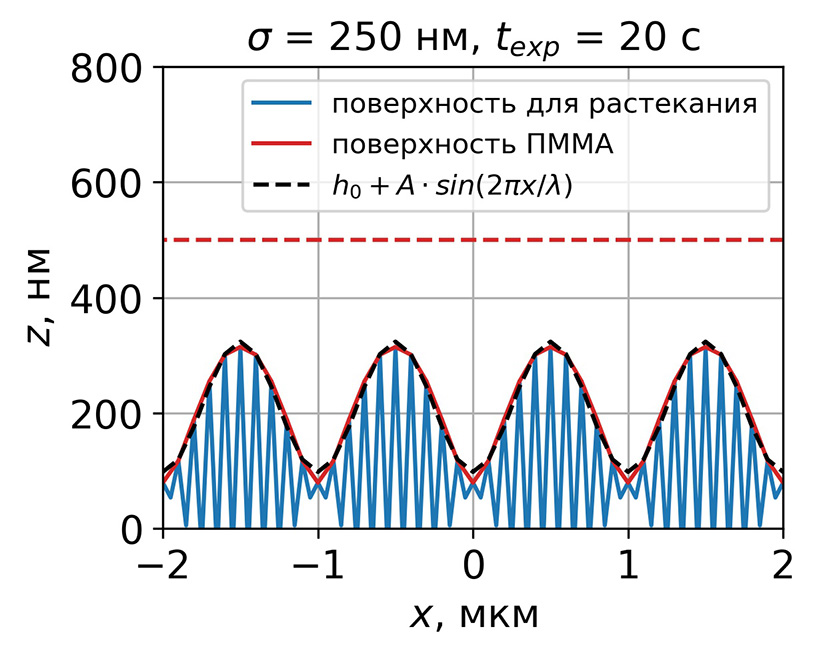 σ = 250 нм, t_exp = 20 с
800
600
400
200
0
z, нм
поверхность для растекания
поверхность ПММА
h₀ + A · sin(2πx/λ)
−2 −1 0 1 2
x, мкм